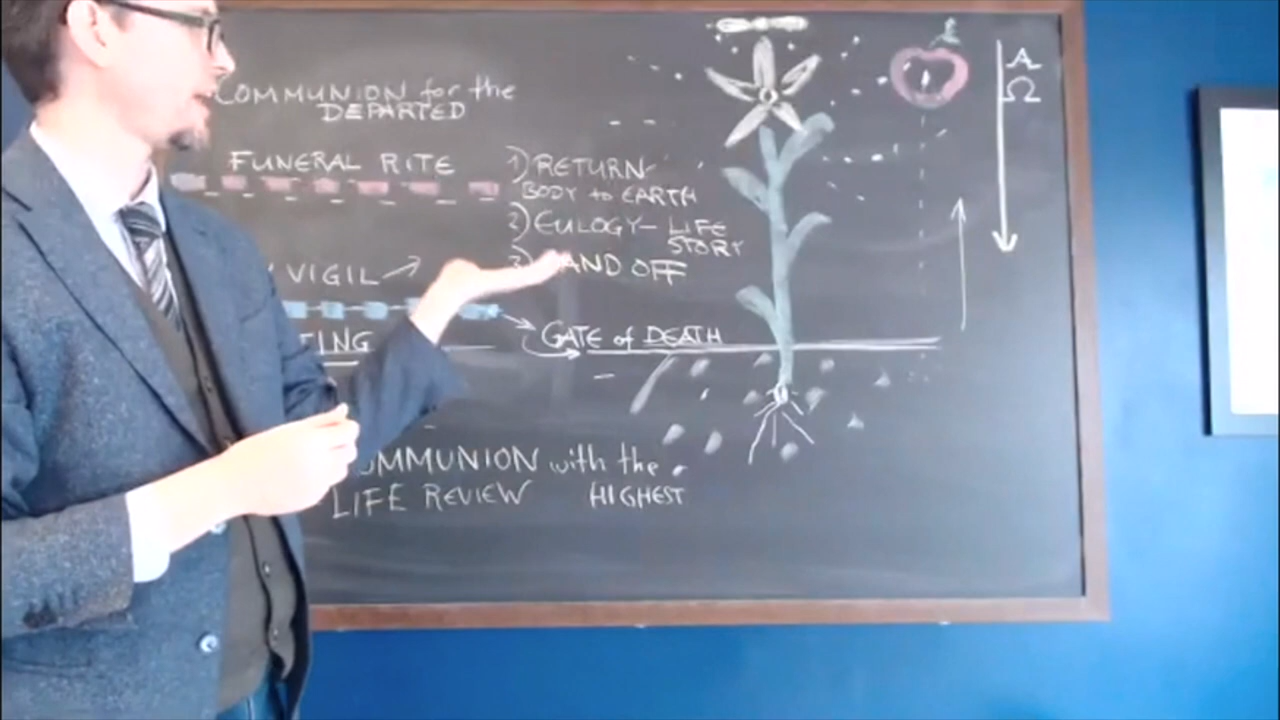 COMMUNION for the
DEPARTED
FUNERAL RITE
1) RETURN
BODY to EARTH
2) EULOGY – LIFE
STORY
3) HAND OFF
VIGIL
GATE of DEATH
COMMUNION with the
LIFE REVIEW HIGHEST
A
Ω